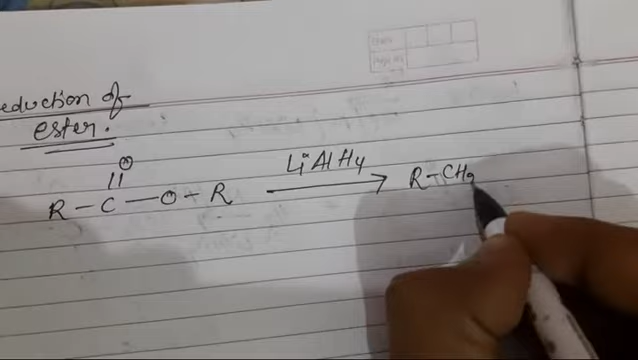 eduction of
ester.
O
||
R-C-O-R LiAlH4 → R-CH2